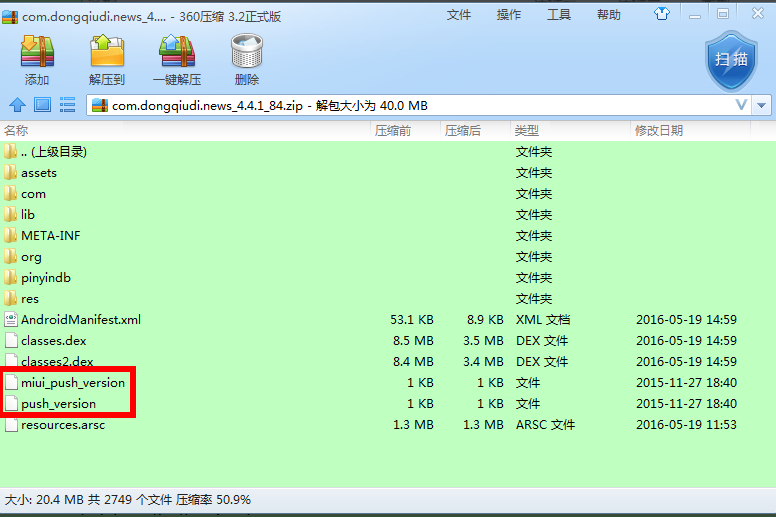 com.dongqiudi.news_4.... - 360压缩 3.2正式版 文件 操作 工具 帮助
添加 解压到 一键解压 删除 扫描
com.dongqiudi.news_4.4.1_84.zip - 解包大小为 40.0 MB
名称 压缩前 压缩后 类型 修改日期
.. (上级目录) 文件夹
assets 文件夹
com 文件夹
lib 文件夹
META-INF 文件夹
org 文件夹
pinyindb 文件夹
res 文件夹
AndroidManifest.xml 53.1 KB 8.9 KB XML 文档 2016-05-19 14:59
classes.dex 8.5 MB 3.5 MB DEX 文件 2016-05-19 14:59
classes2.dex 8.4 MB 3.4 MB DEX 文件 2016-05-19 14:59
miui_push_version 1 KB 1 KB 文件 2015-11-27 18:40
push_version 1 KB 1 KB 文件 2015-11-27 18:40
resources.arsc 1.3 MB 1.3 MB ARSC 文件 2016-05-19 11:53
大小: 20.4 MB 共 2749 个文件 压缩率 50.9%